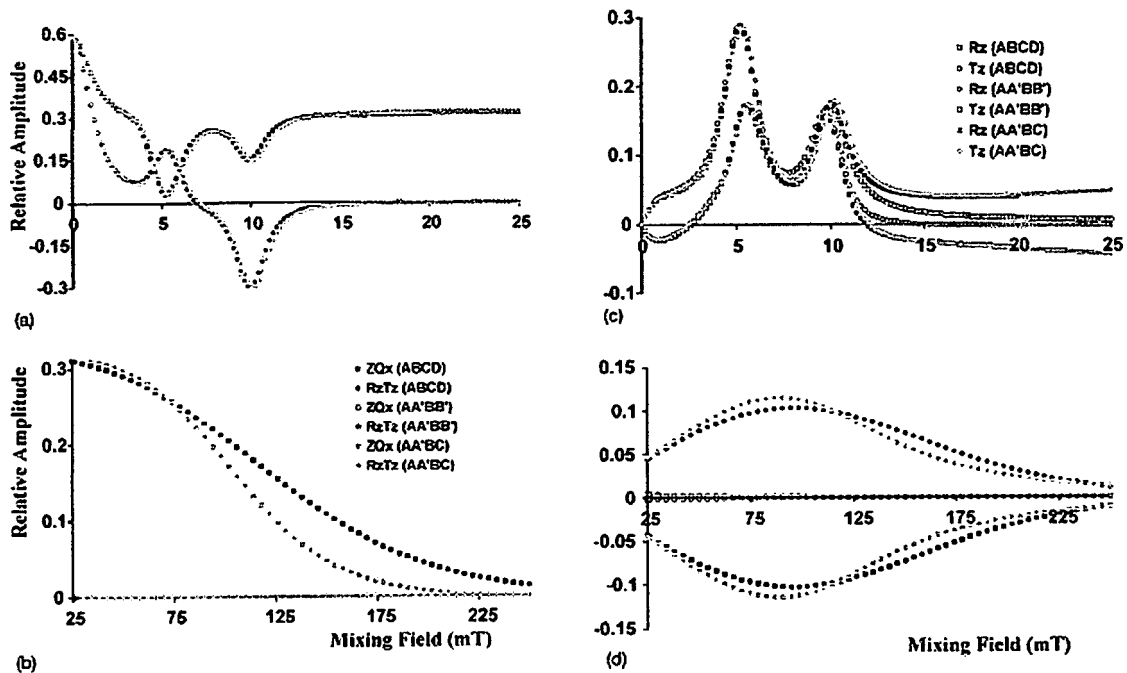 Relative Amplitude
0.6
0.45
0.3
0.15
0
-0.15
-0.3
0 5 10 15 20 25
(a)
0.3
0.2
0.1
0
-0.1
0 5 10 15 20 25
Rz (ABCD)
Tz (ABCD)
Rz (AA'BB')
Tz (AA'BB')
Rz (AA'BC)
Tz (AA'BC)
(c)
Relative Amplitude
0.3
0.2
0.1
0
25 75 125 175 225
ZQx (ABCD)
RzTz (ABCD)
ZQx (AA'BB')
RzTz (AA'BB')
ZQx (AA'BC)
RzTz (AA'BC)
Mixing Field (mT)
(b)
0.15
0.1
0.05
0
-0.05
-0.1
-0.15
25 75 125 175 225
Mixing Field (mT)
(d)